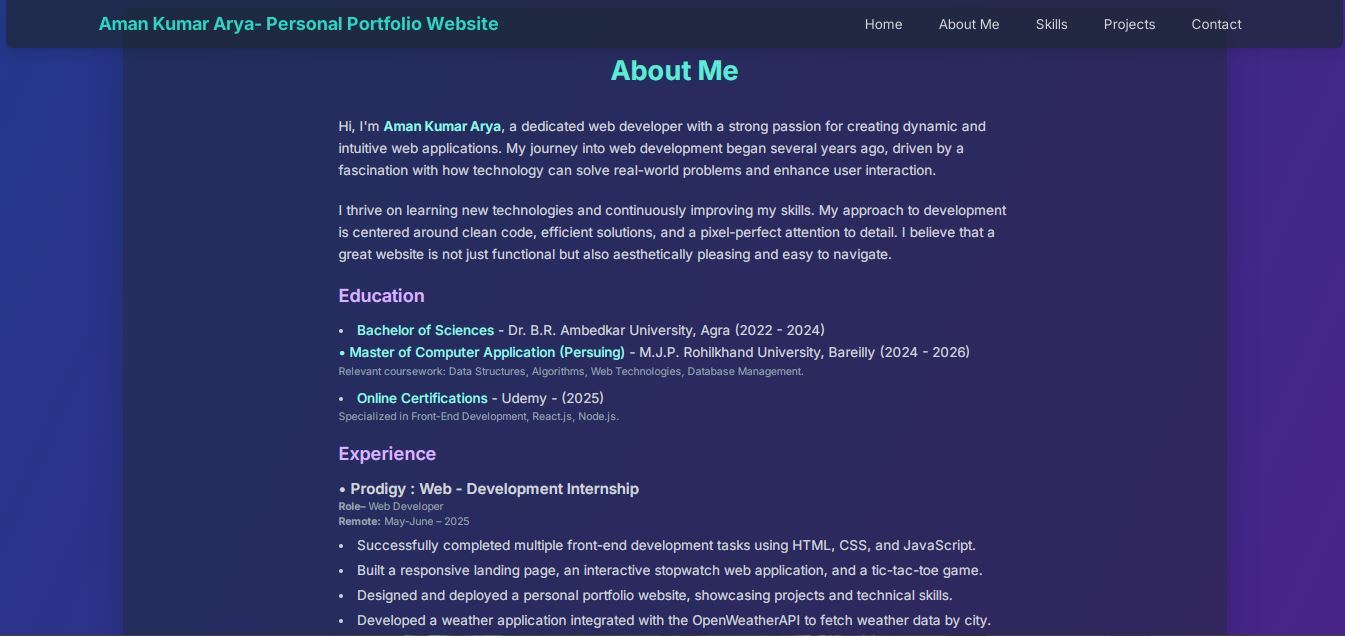 Aman Kumar Arya- Personal Portfolio Website
Home About Me Skills Projects Contact
About Me
Hi, I'm Aman Kumar Arya, a dedicated web developer with a strong passion for creating dynamic and
intuitive web applications. My journey into web development began several years ago, driven by a
fascination with how technology can solve real-world problems and enhance user interaction.
I thrive on learning new technologies and continuously improving my skills. My approach to development
is centered around clean code, efficient solutions, and a pixel-perfect attention to detail. I believe that a
great website is not just functional but also aesthetically pleasing and easy to navigate.
Education
• Bachelor of Sciences - Dr. B.R. Ambedkar University, Agra (2022 - 2024)
• Master of Computer Application (Persuing) - M.J.P. Rohilkhand University, Bareilly (2024 - 2026)
Relevant coursework: Data Structures, Algorithms, Web Technologies, Database Management.
• Online Certifications - Udemy - (2025)
Specialized in Front-End Development, React.js, Node.js.
Experience
• Prodigy : Web - Development Internship
Role– Web Developer
Remote: May-June – 2025
• Successfully completed multiple front-end development tasks using HTML, CSS, and JavaScript.
• Built a responsive landing page, an interactive stopwatch web application, and a tic-tac-toe game.
• Designed and deployed a personal portfolio website, showcasing projects and technical skills.
• Developed a weather application integrated with the OpenWeatherAPI to fetch weather data by city.